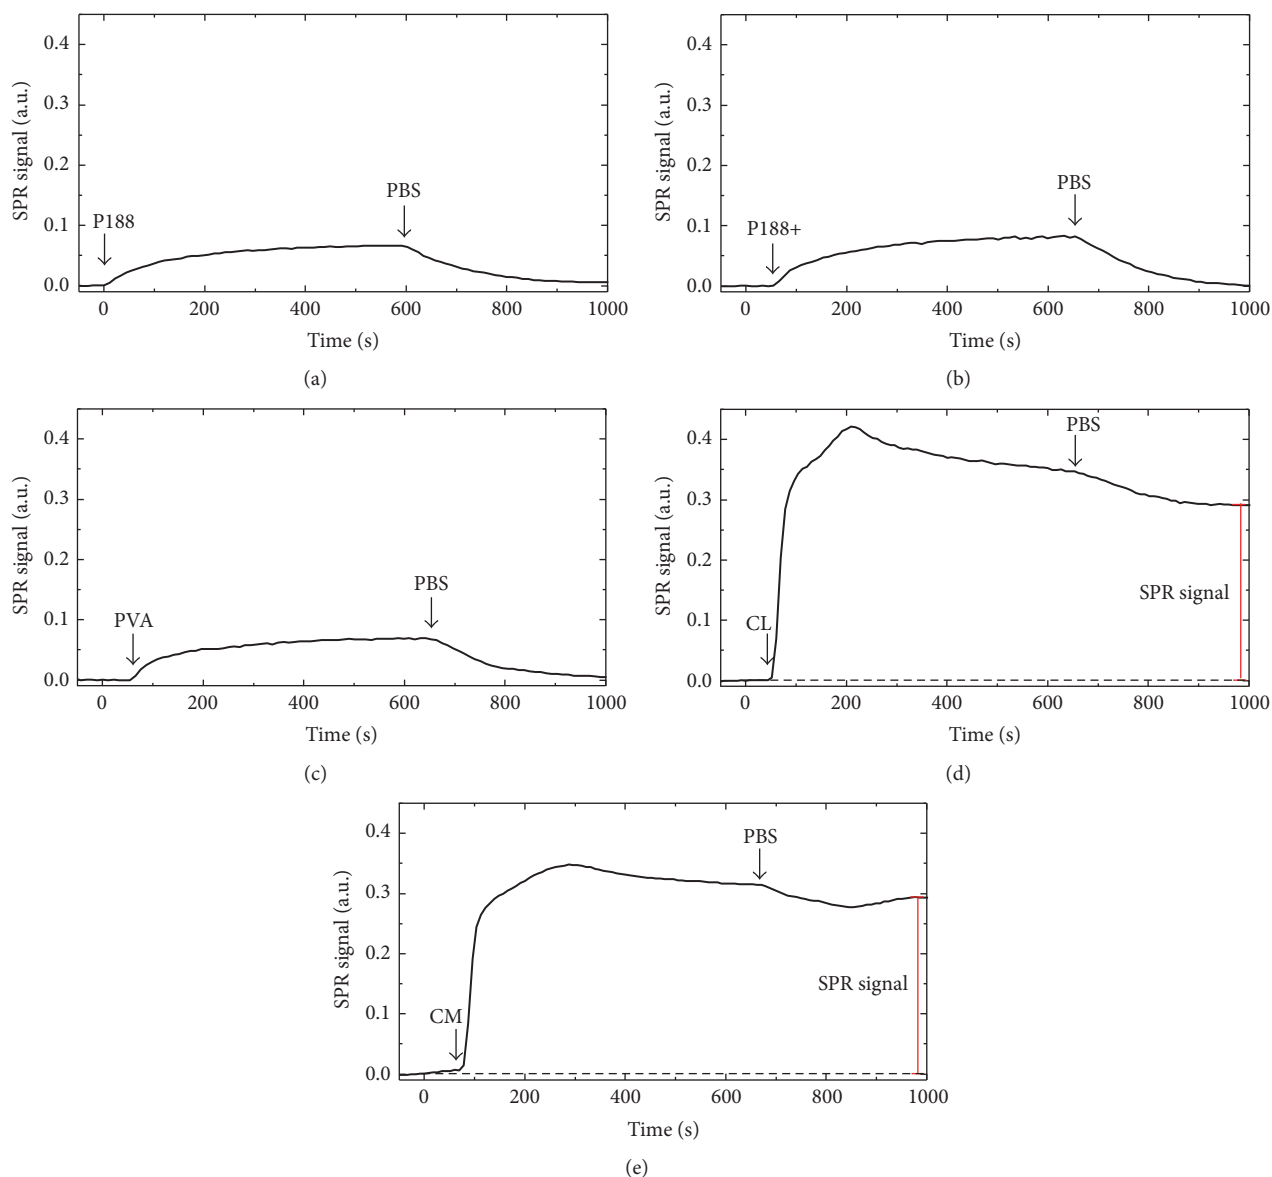 0.4
0.3
0.2
0.1
0.0
SPR signal (a.u.)
P188
PBS
0 200 400 600 800 1000
Time (s)
(a)
0.4
0.3
0.2
0.1
0.0
SPR signal (a.u.)
P188+
PBS
0 200 400 600 800 1000
Time (s)
(b)
0.4
0.3
0.2
0.1
0.0
SPR signal (a.u.)
PVA
PBS
0 200 400 600 800 1000
Time (s)
(c)
0.4
0.3
0.2
0.1
0.0
SPR signal (a.u.)
CL
PBS
SPR signal
0 200 400 600 800 1000
Time (s)
(d)
0.4
0.3
0.2
0.1
0.0
SPR signal (a.u.)
CM
PBS
SPR signal
0 200 400 600 800 1000
Time (s)
(e)